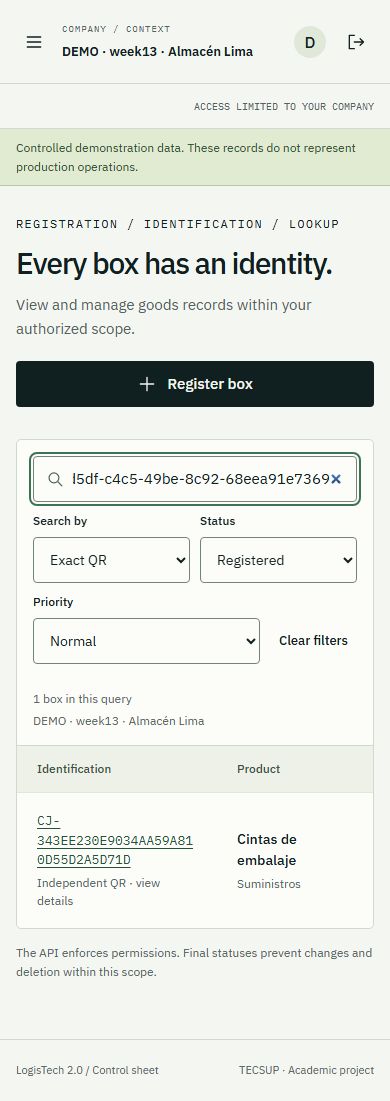 COMPANY / CONTEXT
DEMO · week13 · Almacén Lima
D
ACCESS LIMITED TO YOUR COMPANY
Controlled demonstration data. These records do not represent
production operations.
REGISTRATION / IDENTIFICATION / LOOKUP
Every box has an identity.
View and manage goods records within your
authorized scope.
Register box
d5df-c4c5-49be-8c92-68eea91e7369
Search by
Status
Exact QR
Registered
Priority
Normal
Clear filters
1 box in this query
DEMO · week13 · Almacén Lima
Identification
Product
CJ-
343EE230E9034AA59A81
0D55D2A5D71D
Independent QR · view
details
Cintas de
embalaje
Suministros
The API enforces permissions. Final statuses prevent changes and
deletion within this scope.
LogisTech 2.0 / Control sheet
TECSUP · Academic project